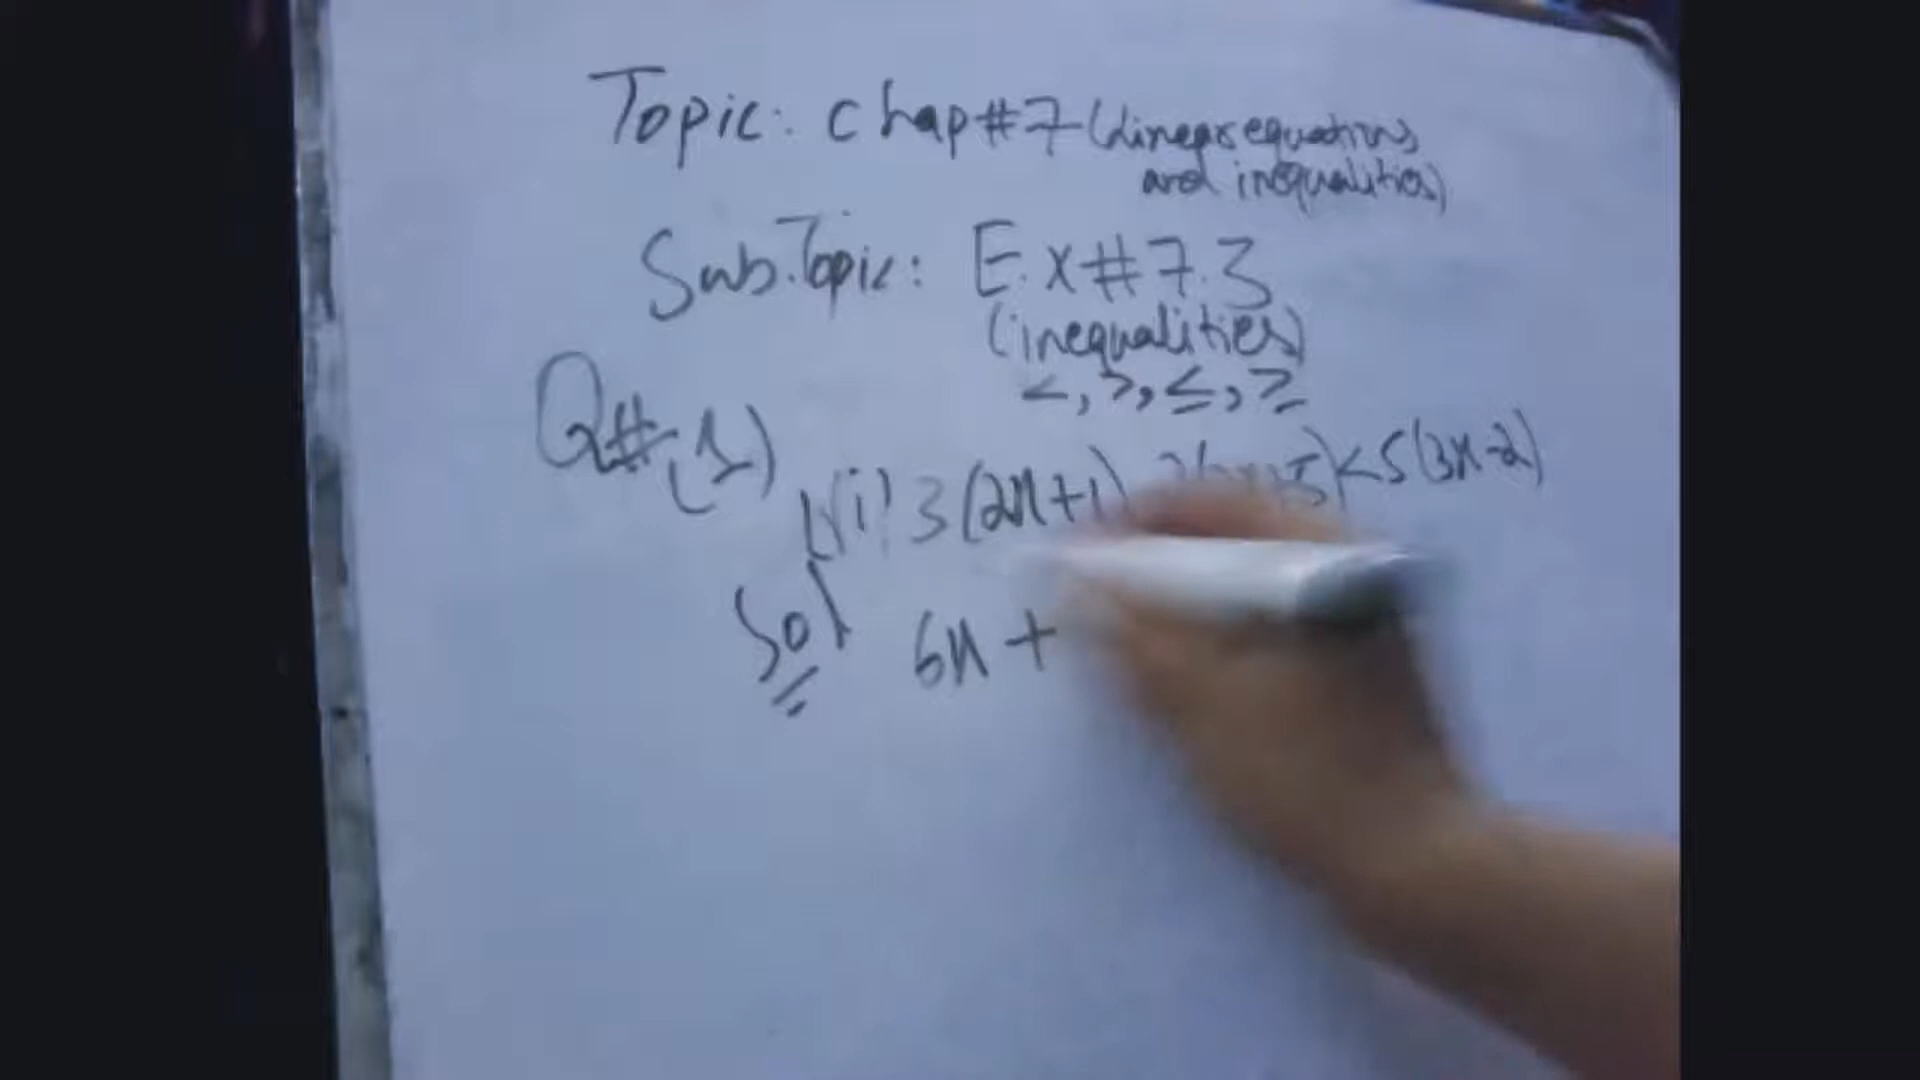 Topic: Chap#7 (Linear equations
and inequalities)
Sub.Topic: Ex#7.3
(inequalities)
<, >, ≤, ≥
Q#(1)
3(2x+1) 5)<5(3x-2)
Sol 6x +